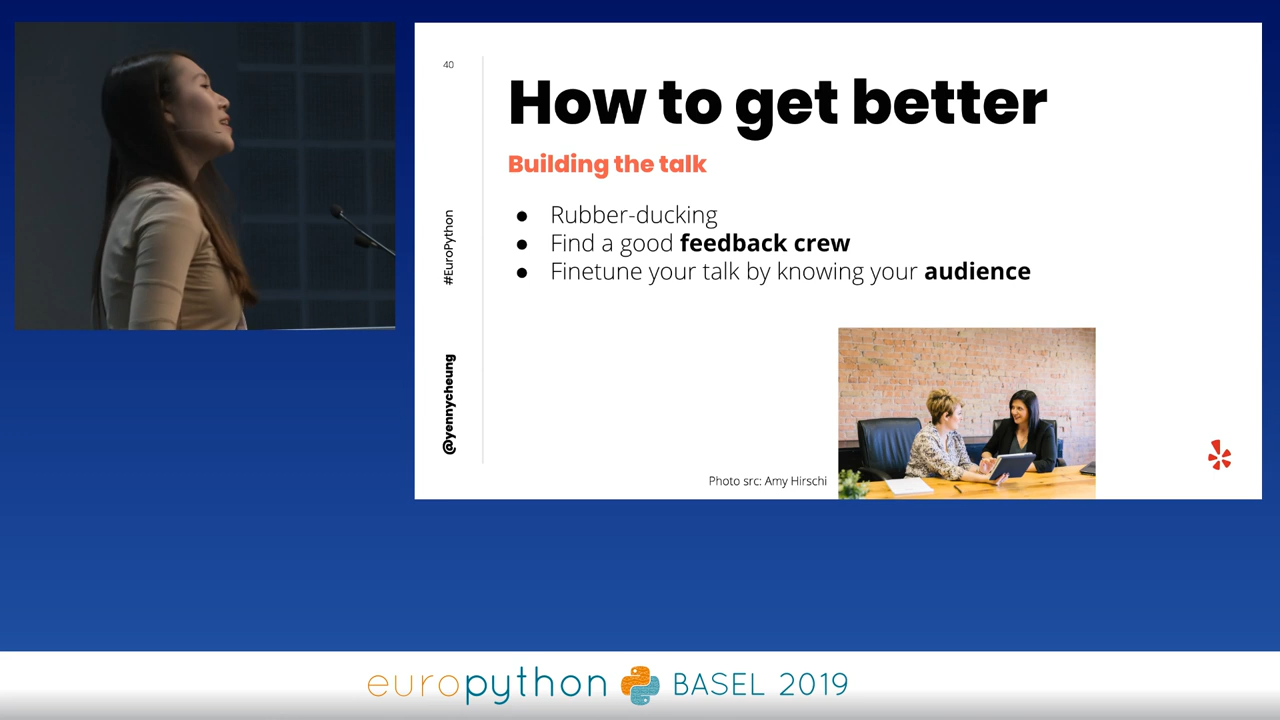 40
How to get better
Building the talk
● Rubber-ducking
● Find a good feedback crew
● Finetune your talk by knowing your audience
#EuroPython
@yennycheung
Photo src: Amy Hirschi
europython BASEL 2019